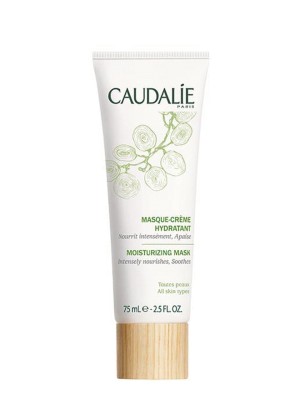 CAUDALÍE
PARIS
MASQUE-CRÈME
HYDRATANT
Nourrit intensément, Apaise
MOISTURIZING MASK
Intensely nourishes, Soothes
Toutes peaux
All skin types
75 mL ℮ - 2.5 FL. OZ.